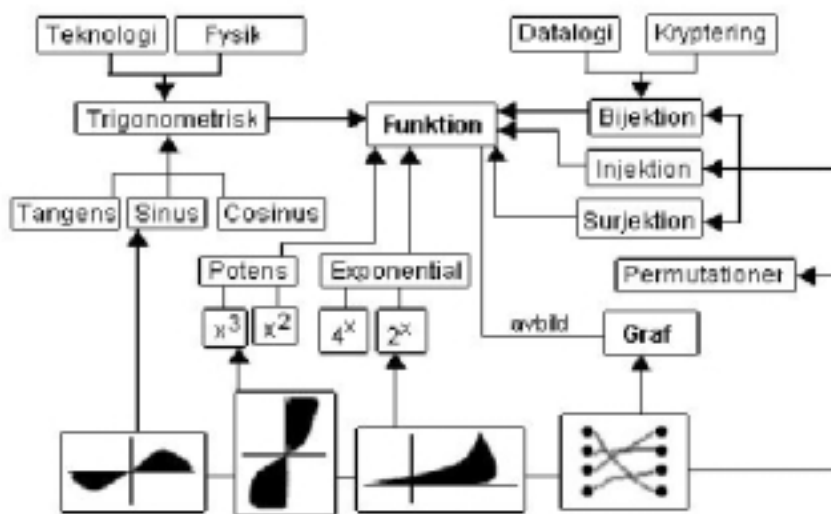 Teknologi Fysik Datalogi Kryptering
Trigonometrisk Funktion Bijektion
Injektion
Tangens Sinus Cosinus Surjektion
Potens Exponential Permutationer
x³ x² 4ˣ 2ˣ avbild Graf